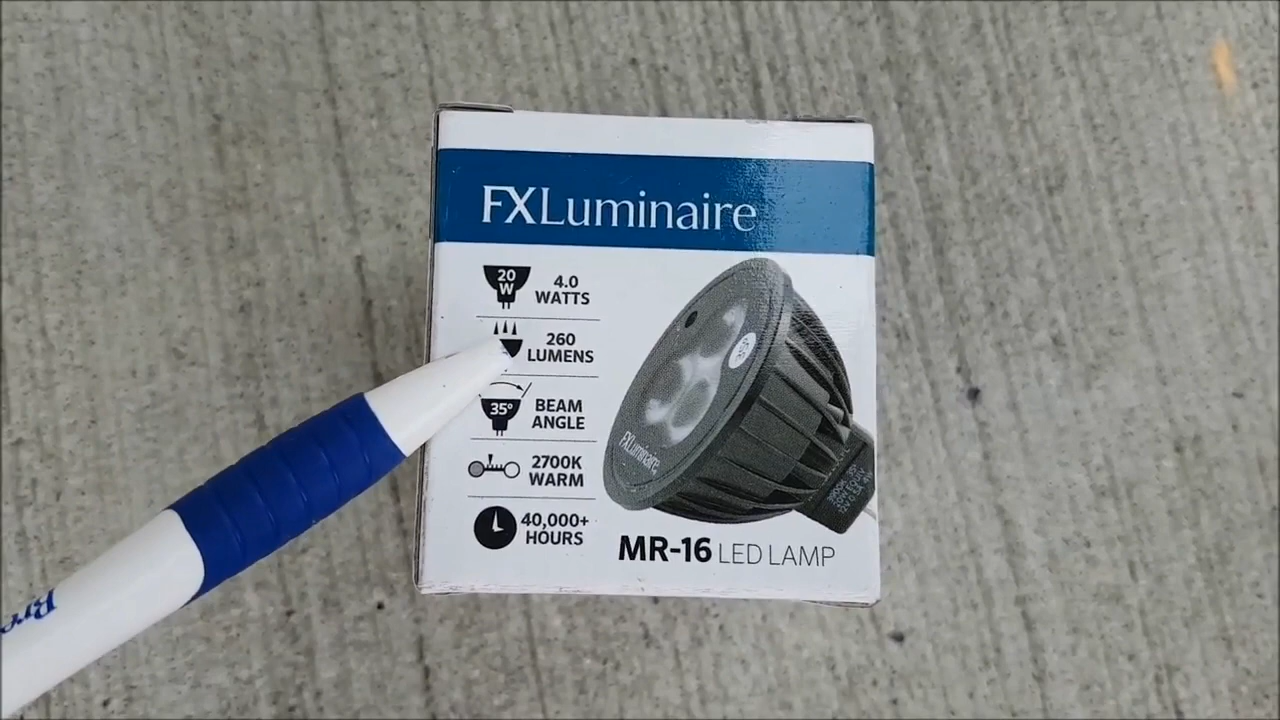 FXLuminaire
20
W
4.0
WATTS
260
LUMENS
35°
BEAM
ANGLE
2700K
WARM
40,000+
HOURS
FXLuminaire
MR-16 LED LAMP